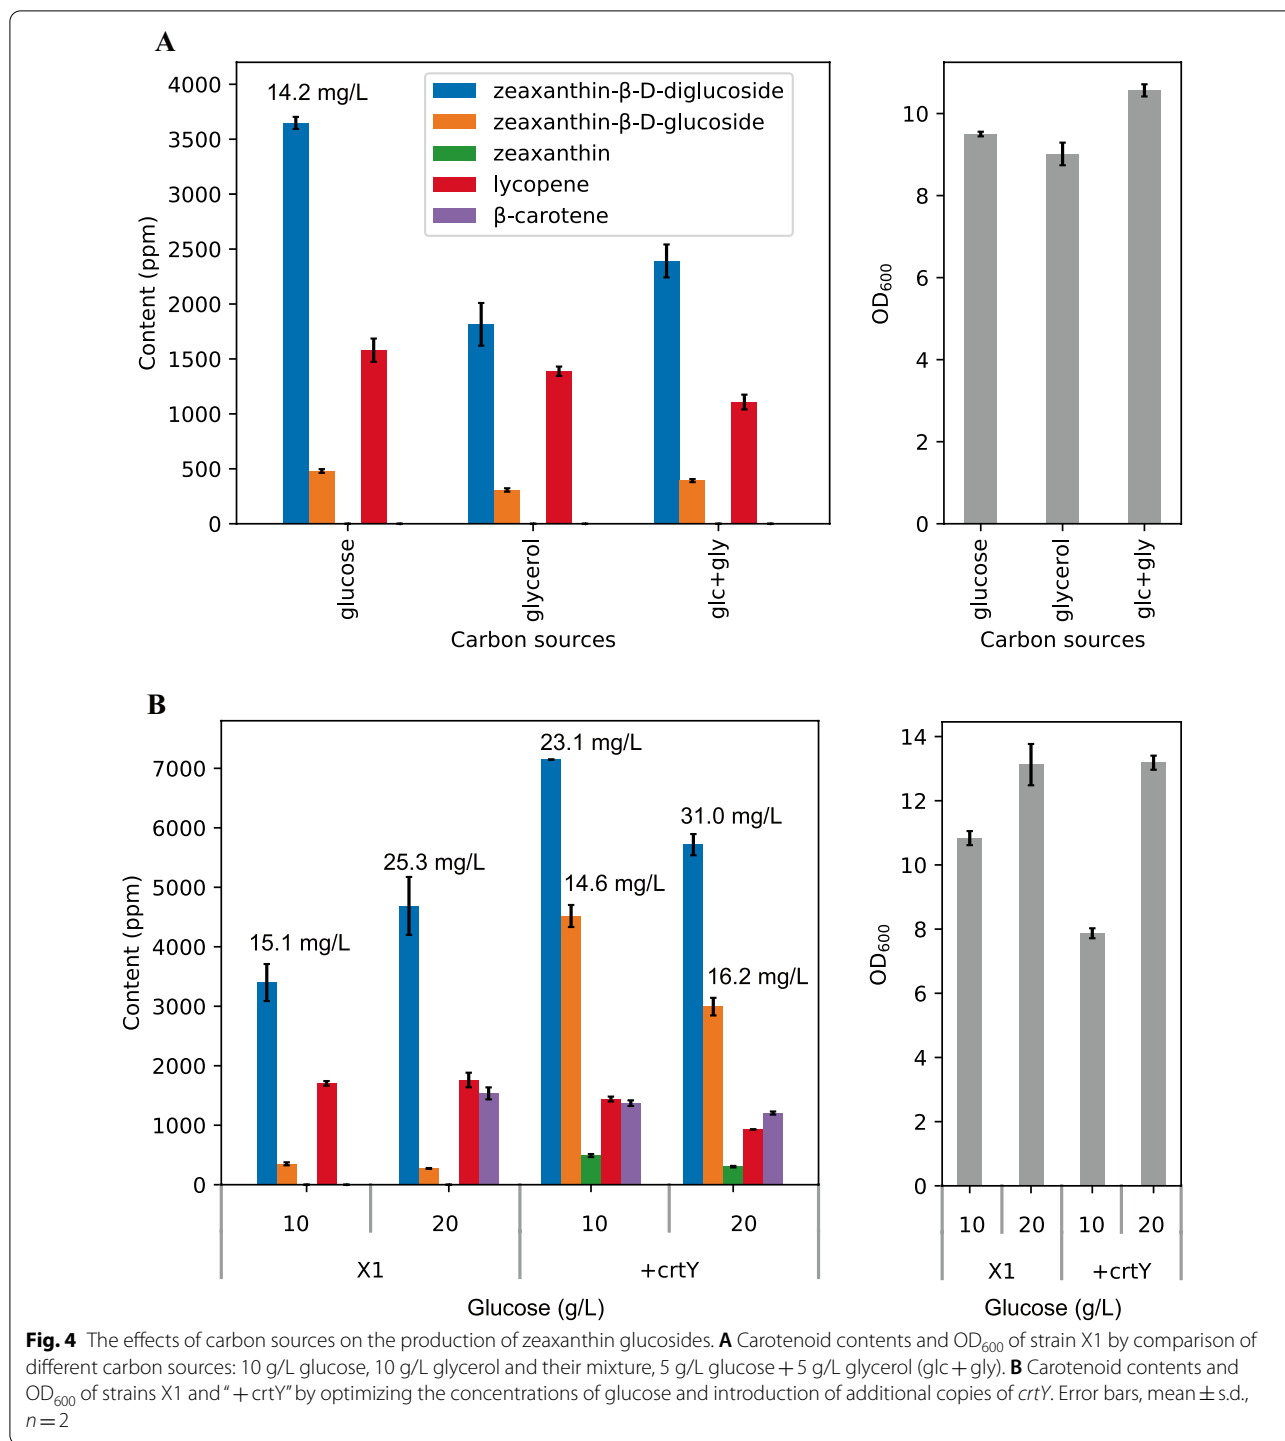 A
4000
3500
3000
2500
2000
1500
1000
500
0
Content (ppm)
14.2 mg/L
zeaxanthin-β-D-diglucoside
zeaxanthin-β-D-glucoside
zeaxanthin
lycopene
β-carotene
glucose
glycerol
glc+gly
Carbon sources
10
8
6
4
2
0
OD600
glucose
glycerol
glc+gly
Carbon sources
B
7000
6000
5000
4000
3000
2000
1000
0
Content (ppm)
15.1 mg/L
25.3 mg/L
23.1 mg/L
14.6 mg/L
31.0 mg/L
16.2 mg/L
10
20
10
20
X1
+crtY
Glucose (g/L)
14
12
10
8
6
4
2
0
OD600
10
20
10
20
X1
+crtY
Glucose (g/L)
Fig. 4 The effects of carbon sources on the production of zeaxanthin glucosides. A Carotenoid contents and OD600 of strain X1 by comparison of
different carbon sources: 10 g/L glucose, 10 g/L glycerol and their mixture, 5 g/L glucose + 5 g/L glycerol (glc + gly). B Carotenoid contents and
OD600 of strains X1 and “+ crtY” by optimizing the concentrations of glucose and introduction of additional copies of crtY. Error bars, mean ± s.d.,
n = 2